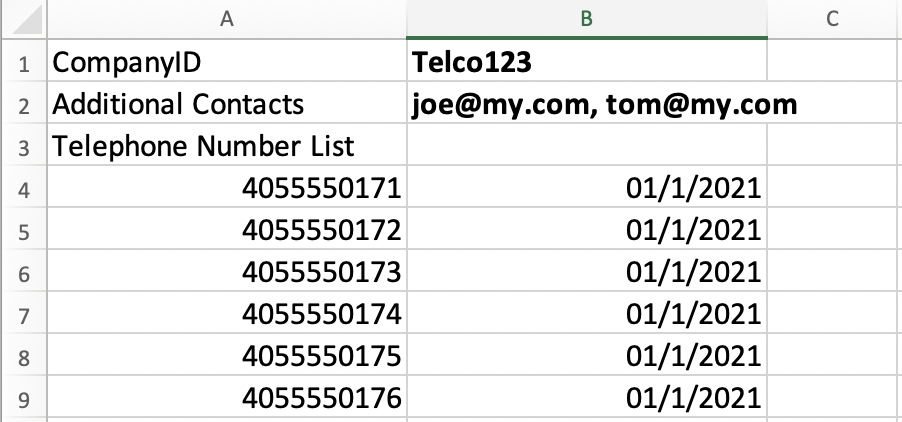 A B C
1 CompanyID Telco123
2 Additional Contacts joe@my.com, tom@my.com
3 Telephone Number List
4 4055550171 01/1/2021
5 4055550172 01/1/2021
6 4055550173 01/1/2021
7 4055550174 01/1/2021
8 4055550175 01/1/2021
9 4055550176 01/1/2021